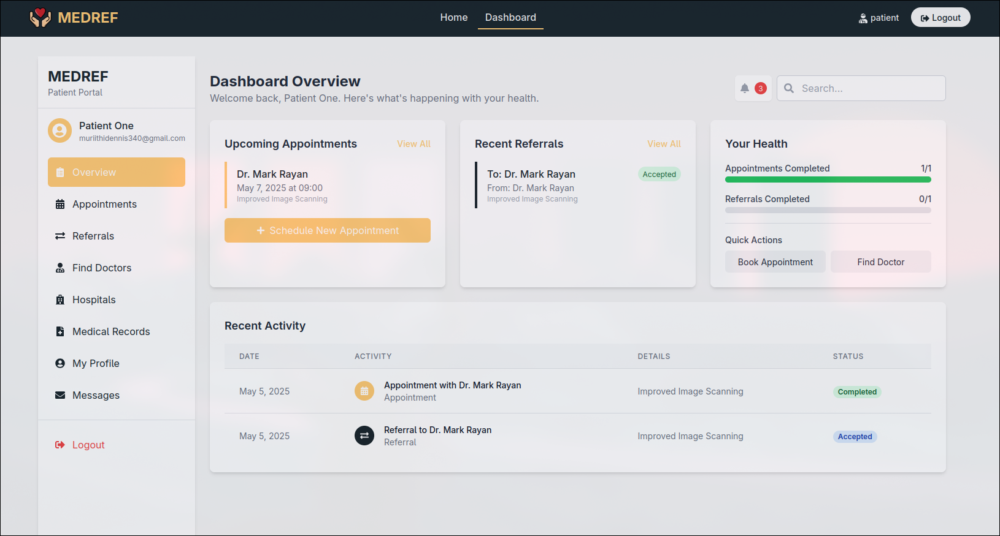 MEDREF
Home
Dashboard
patient
Logout
MEDREF
Patient Portal
Patient One
muriithidennis340@gmail.com
Overview
Appointments
Referrals
Find Doctors
Hospitals
Medical Records
My Profile
Messages
Logout
Dashboard Overview
Welcome back, Patient One. Here's what's happening with your health.
3
Search...
Upcoming Appointments
View All
Dr. Mark Rayan
May 7, 2025 at 09:00
Improved Image Scanning
Schedule New Appointment
Recent Referrals
View All
To: Dr. Mark Rayan
Accepted
From: Dr. Mark Rayan
Improved Image Scanning
Your Health
Appointments Completed 1/1
Referrals Completed 0/1
Quick Actions
Book Appointment
Find Doctor
Recent Activity
DATE ACTIVITY DETAILS STATUS
May 5, 2025
Appointment with Dr. Mark Rayan
Appointment
Improved Image Scanning
Completed
May 5, 2025
Referral to Dr. Mark Rayan
Referral
Improved Image Scanning
Accepted